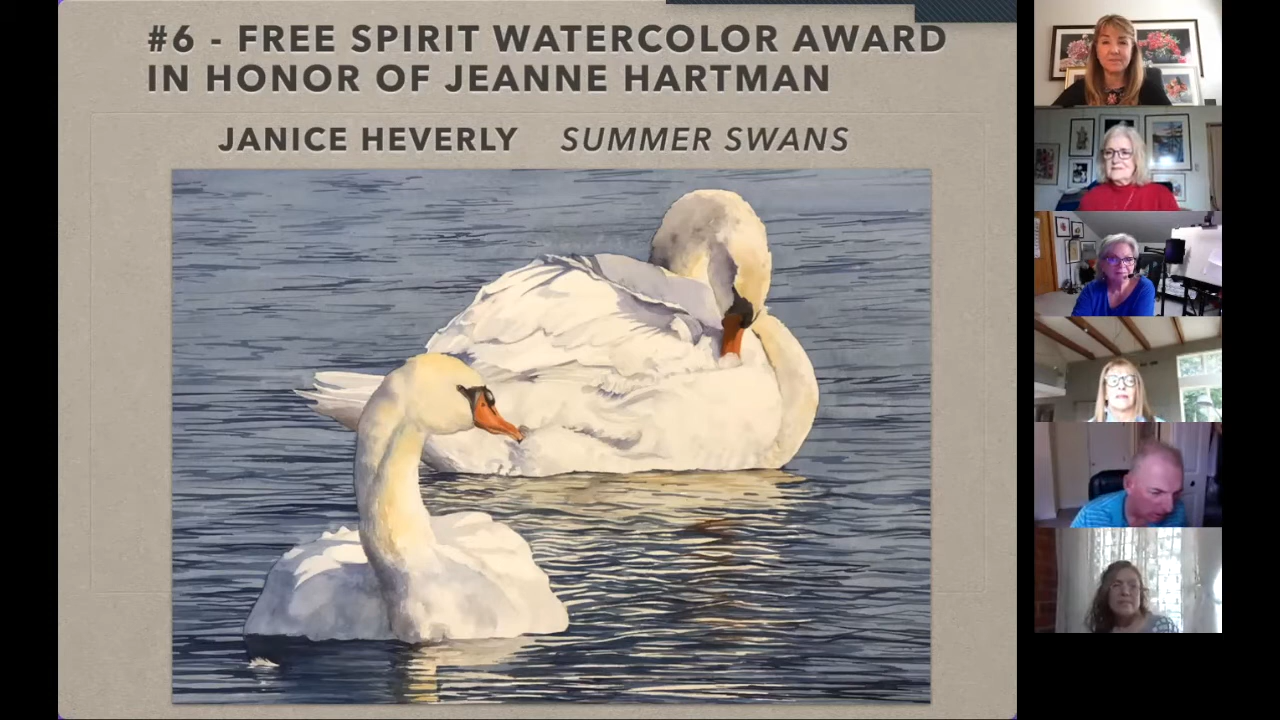 #6 - FREE SPIRIT WATERCOLOR AWARD
IN HONOR OF JEANNE HARTMAN
JANICE HEVERLY SUMMER SWANS